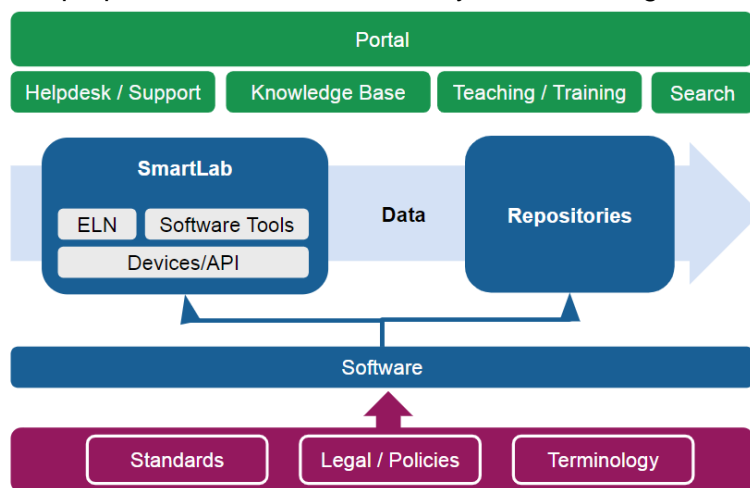 Portal
Helpdesk / Support
Knowledge Base
Teaching / Training
Search
SmartLab
ELN
Software Tools
Devices/API
Data
Repositories
Software
Standards
Legal / Policies
Terminology